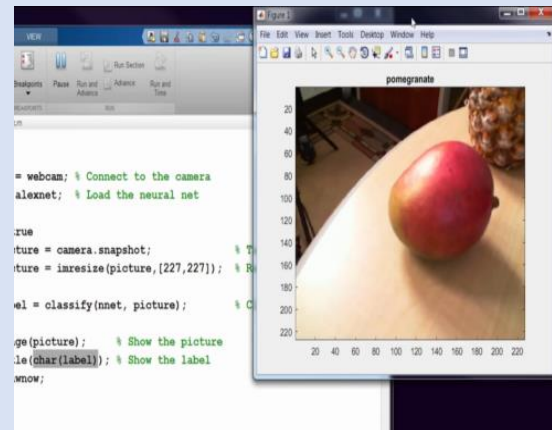 VIEW
Breakpoints
Pause
Run and
Advance
Run Section
Advance
Run and
Time
BREAKPOINTS
RUN
= webcam; % Connect to the camera
alexnet; % Load the neural net
rue
ture = camera.snapshot; % T
ture = imresize(picture,[227,227]); % R
el = classify(nnet, picture); % C
ge(picture); % Show the picture
le(char(label)); % Show the label
wnow;
Figure 1
File Edit View Insert Tools Desktop Window Help
pomegranate
20
40
60
80
100
120
140
160
180
200
220
20 40 60 80 100 120 140 160 180 200 220